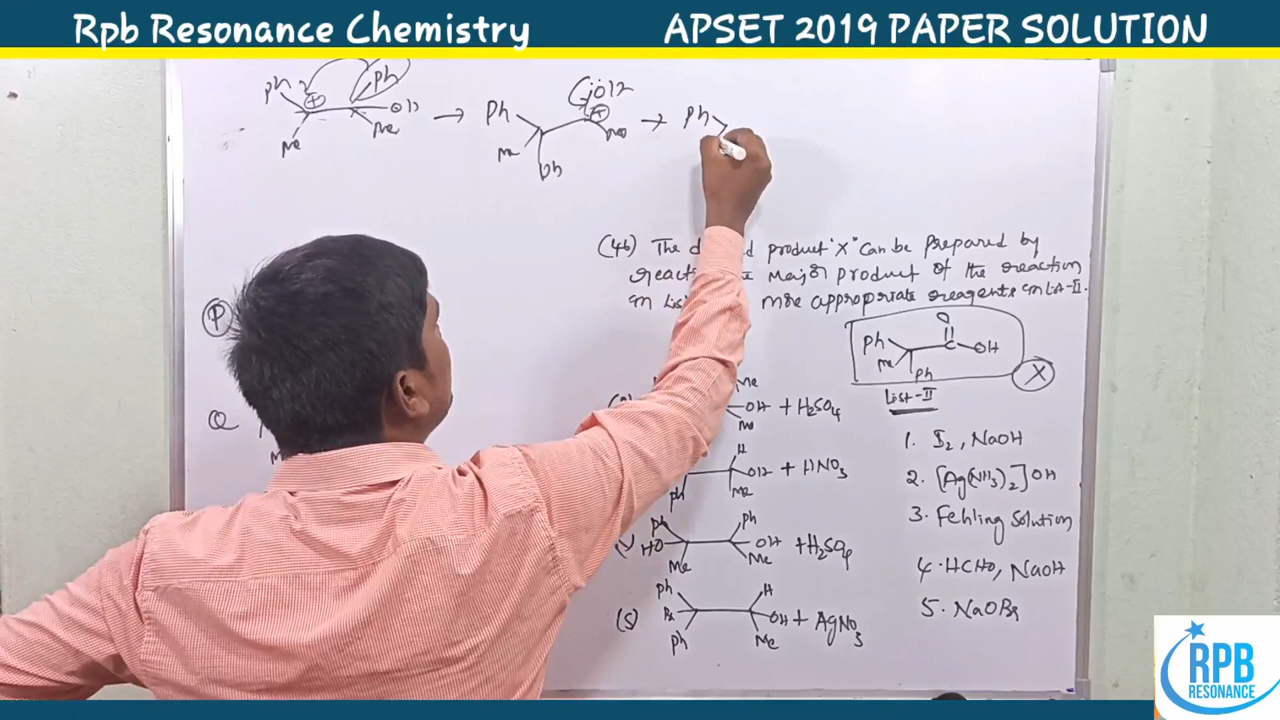 Rpb Resonance Chemistry APSET 2019 PAPER SOLUTION
Ph Ph
OH
Me Me
Ph OH
Me Me
Ph
Ph
(46) The product "X" can be prepared by
major product of the reaction
in more appropriate reagents in List-II.
O
Ph C OH
Me Ph
X
List-II
P
Q
Me
OH + H2SO4
Me
1. I2, NaOH
H
OH + HNO3
Me
Ph
2. [Ag(NH3)2]OH
3. Fehling Solution
Ph Ph
HO OH + H2SO4
Me Me
4. HCHO, NaOH
Ph H
(S) Br OH + AgNO3
Ph Me
5. NaOBr
RPB
RESONANCE